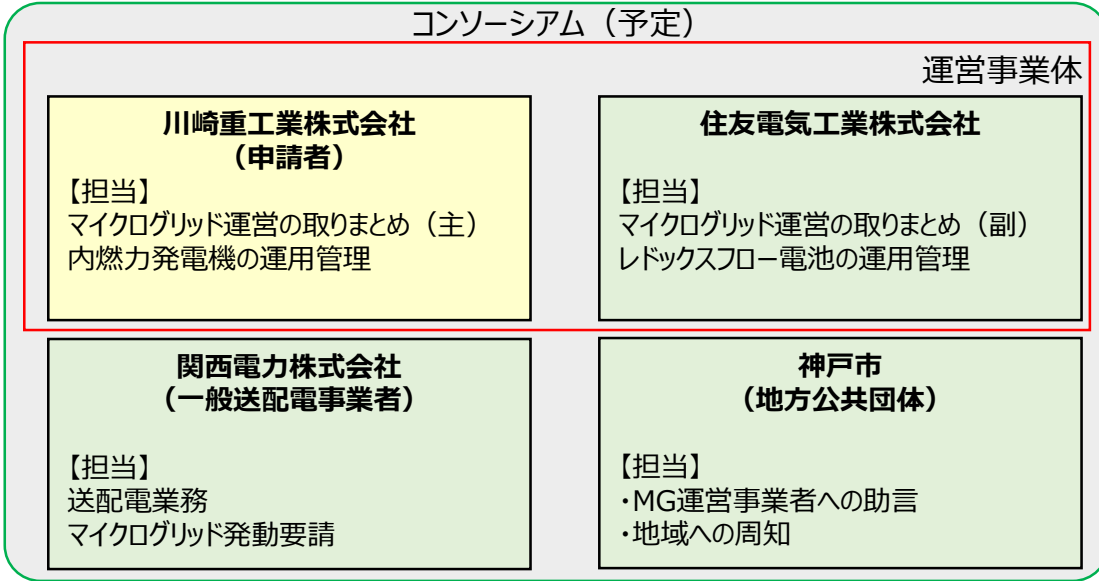 コンソーシアム（予定）
運営事業体
川崎重工業株式会社
（申請者）
【担当】
マイクログリッド運営の取りまとめ（主）
内燃力発電機の運用管理
住友電気工業株式会社
【担当】
マイクログリッド運営の取りまとめ（副）
レドックスフロー電池の運用管理
関西電力株式会社
（一般送配電事業者）
【担当】
送配電業務
マイクログリッド発動要請
神戸市
（地方公共団体）
【担当】
・MG運営事業者への助言
・地域への周知